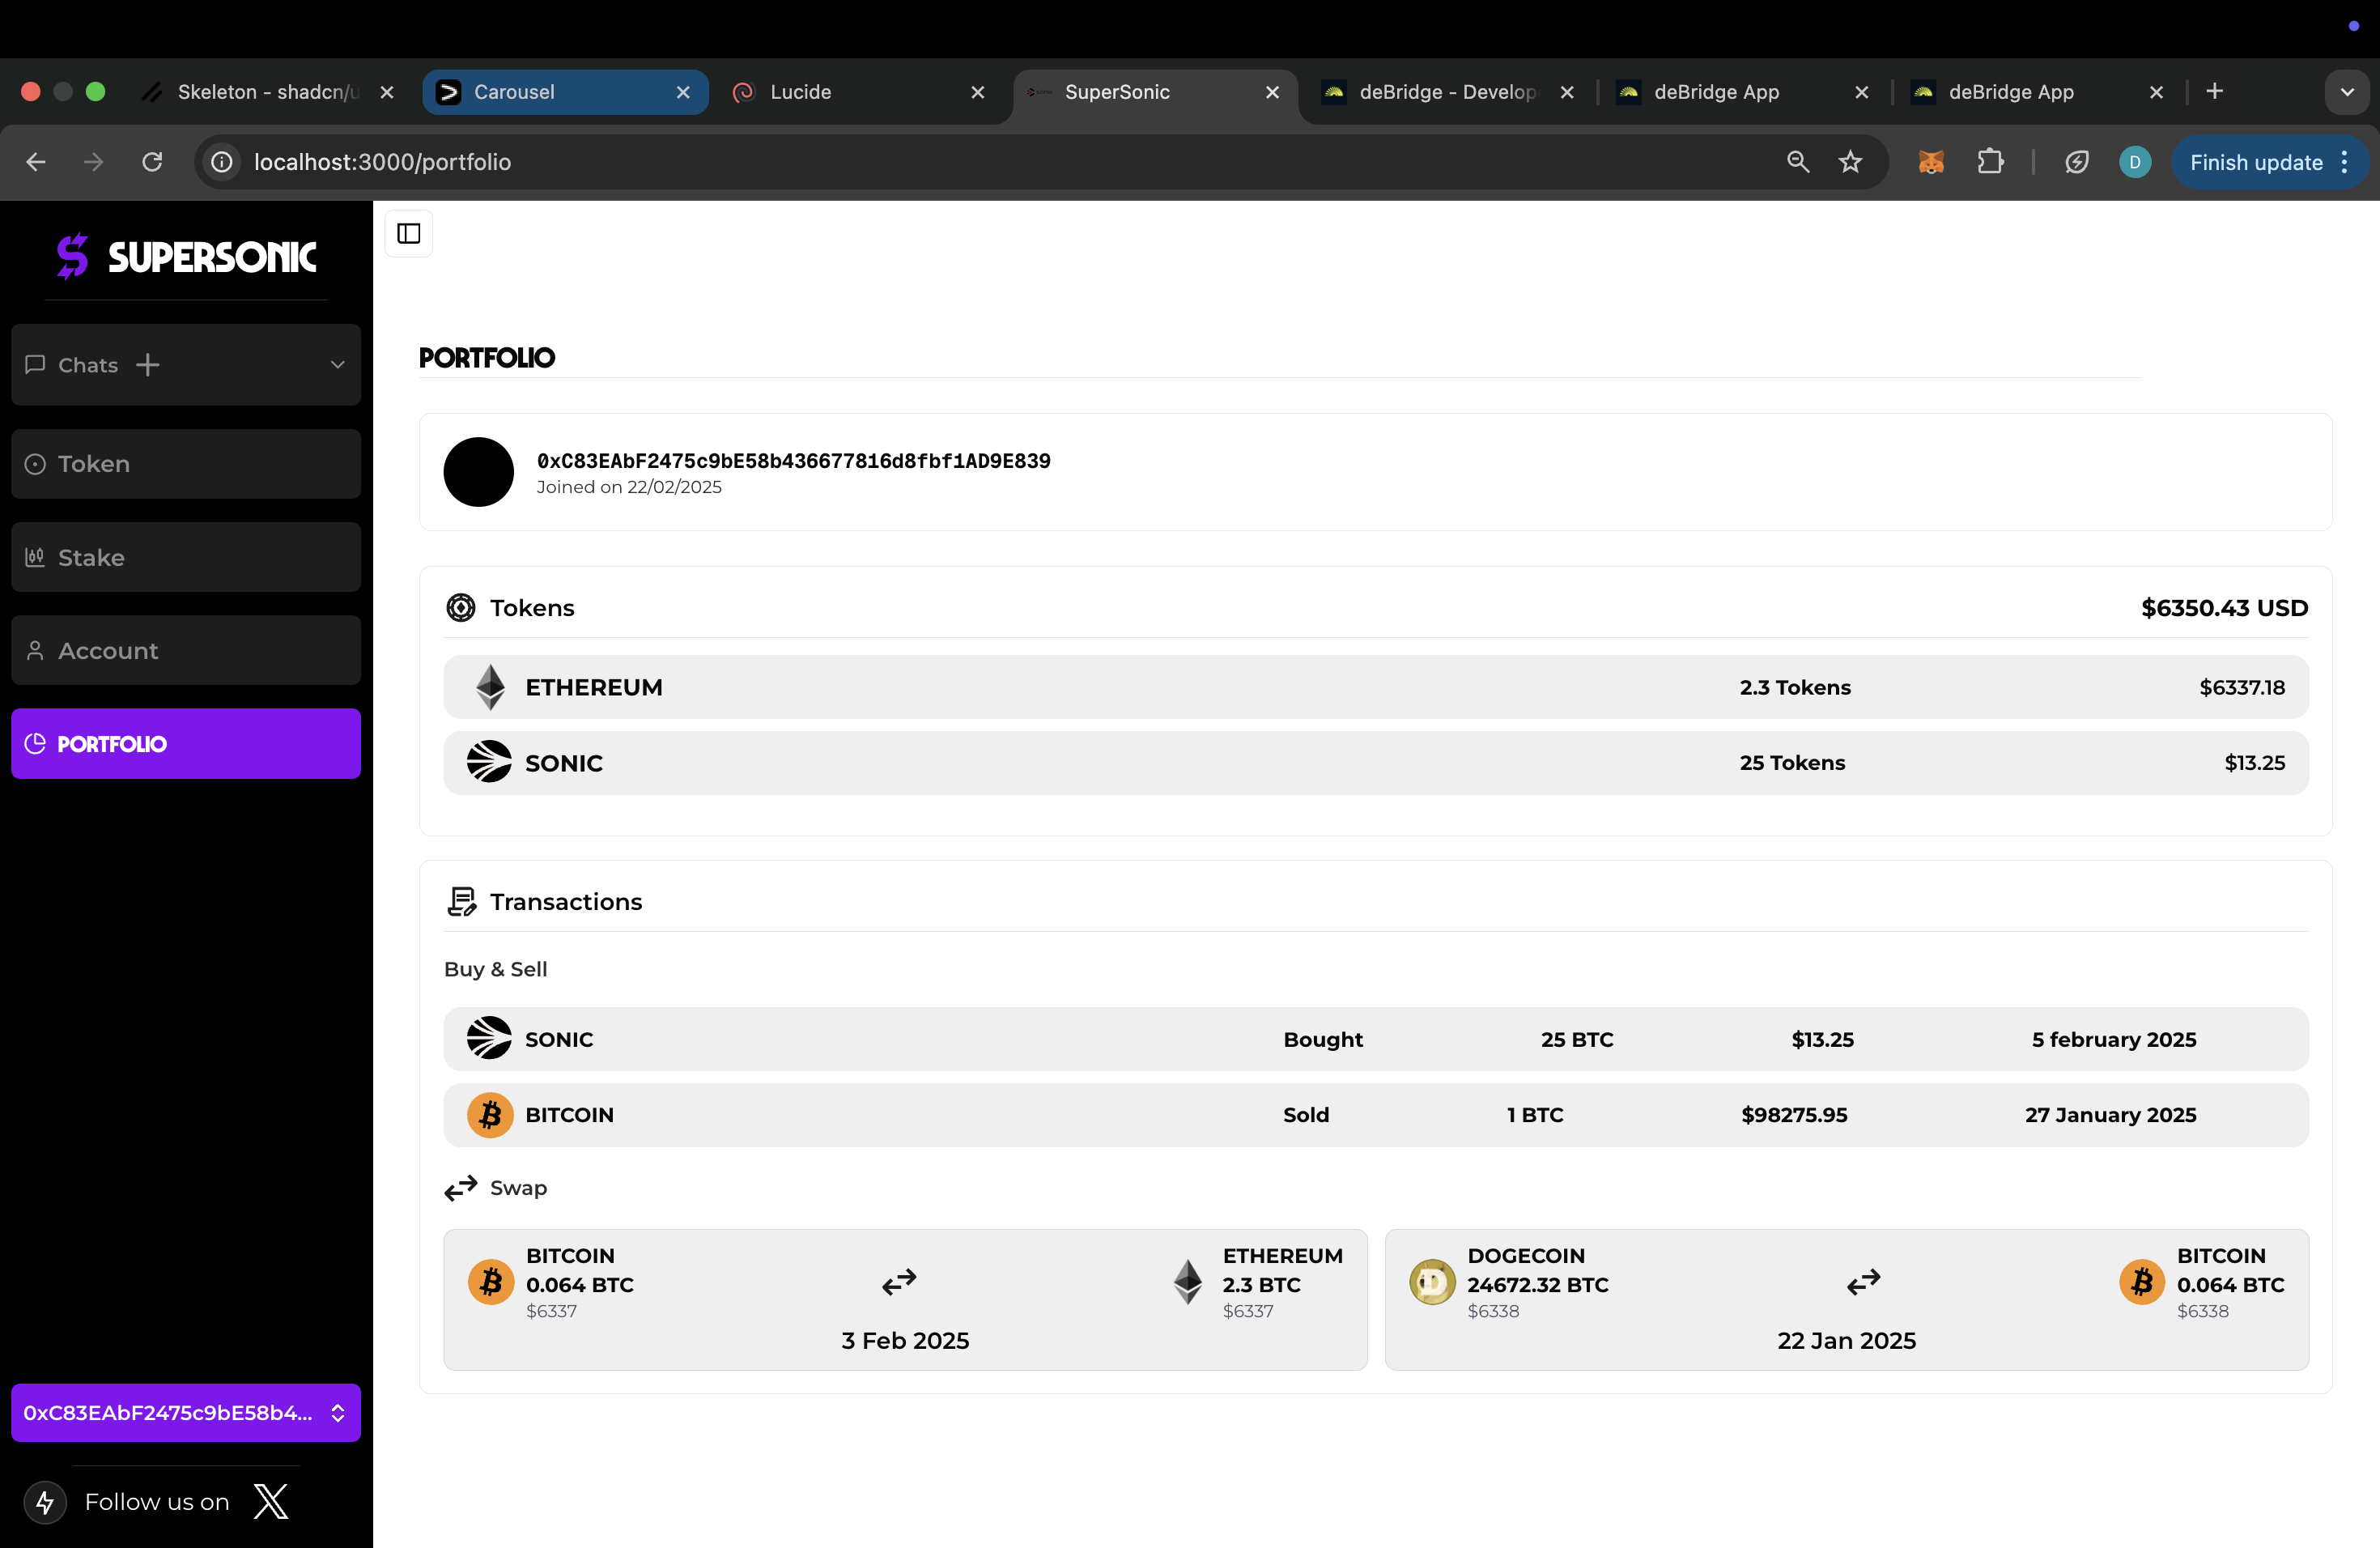 Skeleton - shadcn/u
Carousel
Lucide
SuperSonic
deBridge - Develop
deBridge App
deBridge App
localhost:3000/portfolio
D
Finish update
SUPERSONIC
Chats
Token
Stake
Account
PORTFOLIO
0xC83EAbF2475c9bE58b4...
Follow us on
PORTFOLIO
0xC83EAbF2475c9bE58b436677816d8fbf1AD9E839
Joined on 22/02/2025
Tokens $6350.43 USD
ETHEREUM 2.3 Tokens $6337.18
SONIC 25 Tokens $13.25
Transactions
Buy & Sell
SONIC Bought 25 BTC $13.25 5 february 2025
BITCOIN Sold 1 BTC $98275.95 27 January 2025
Swap
BITCOIN
0.064 BTC
$6337
ETHEREUM
2.3 BTC
$6337
3 Feb 2025
DOGECOIN
24672.32 BTC
$6338
BITCOIN
0.064 BTC
$6338
22 Jan 2025